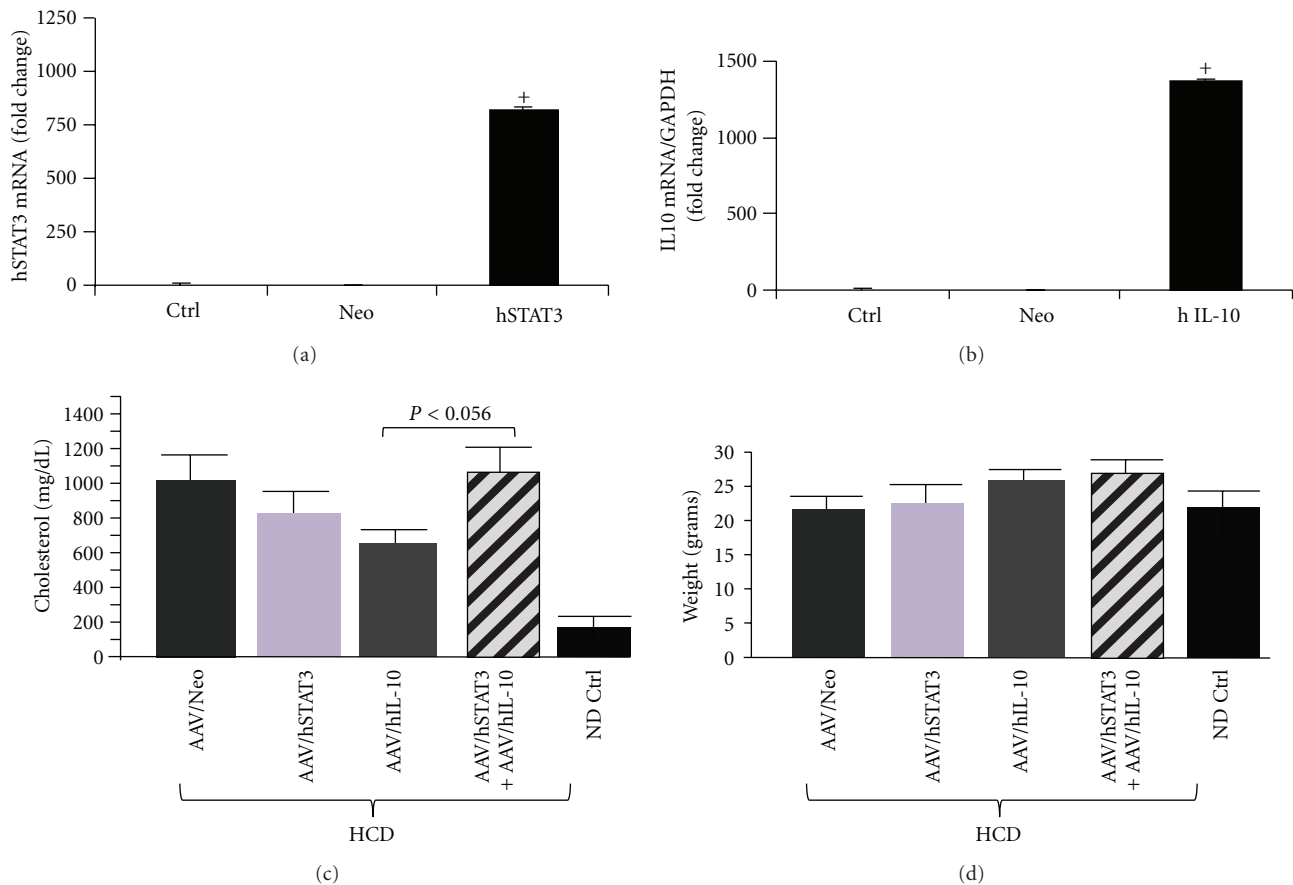 hSTAT3 mRNA (fold change)
1250
1000
750
500
250
0
+
Ctrl
Neo
hSTAT3
(a)
IL10 mRNA/GAPDH
(fold change)
1500
1000
500
0
+
Ctrl
Neo
h IL-10
(b)
Cholesterol (mg/dL)
1400
1200
1000
800
600
400
200
0
P < 0.056
AAV/Neo
AAV/hSTAT3
AAV/hIL-10
AAV/hSTAT3
+ AAV/hIL-10
ND Ctrl
HCD
(c)
Weight (grams)
30
25
20
15
10
5
0
AAV/Neo
AAV/hSTAT3
AAV/hIL-10
AAV/hSTAT3
+ AAV/hIL-10
ND Ctrl
HCD
(d)